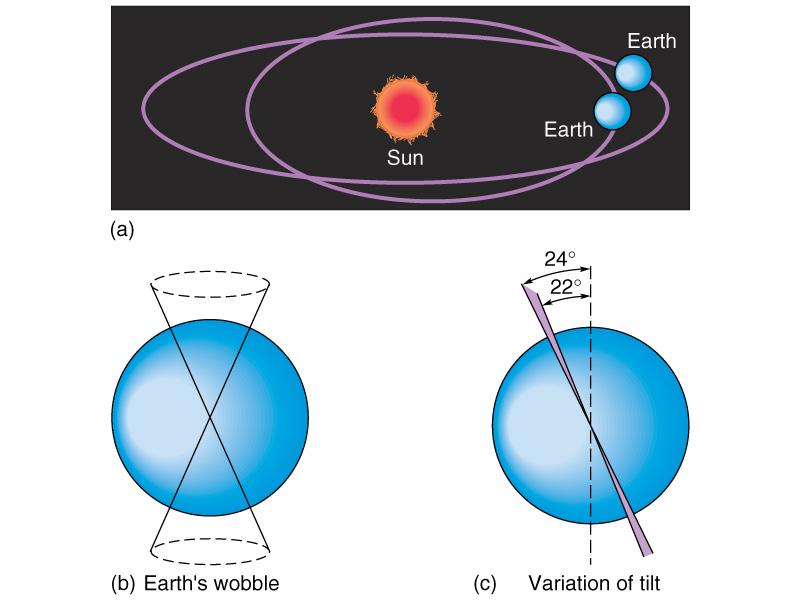 Earth
Earth
Sun
(a)
24°
22°
(b) Earth's wobble
(c) Variation of tilt